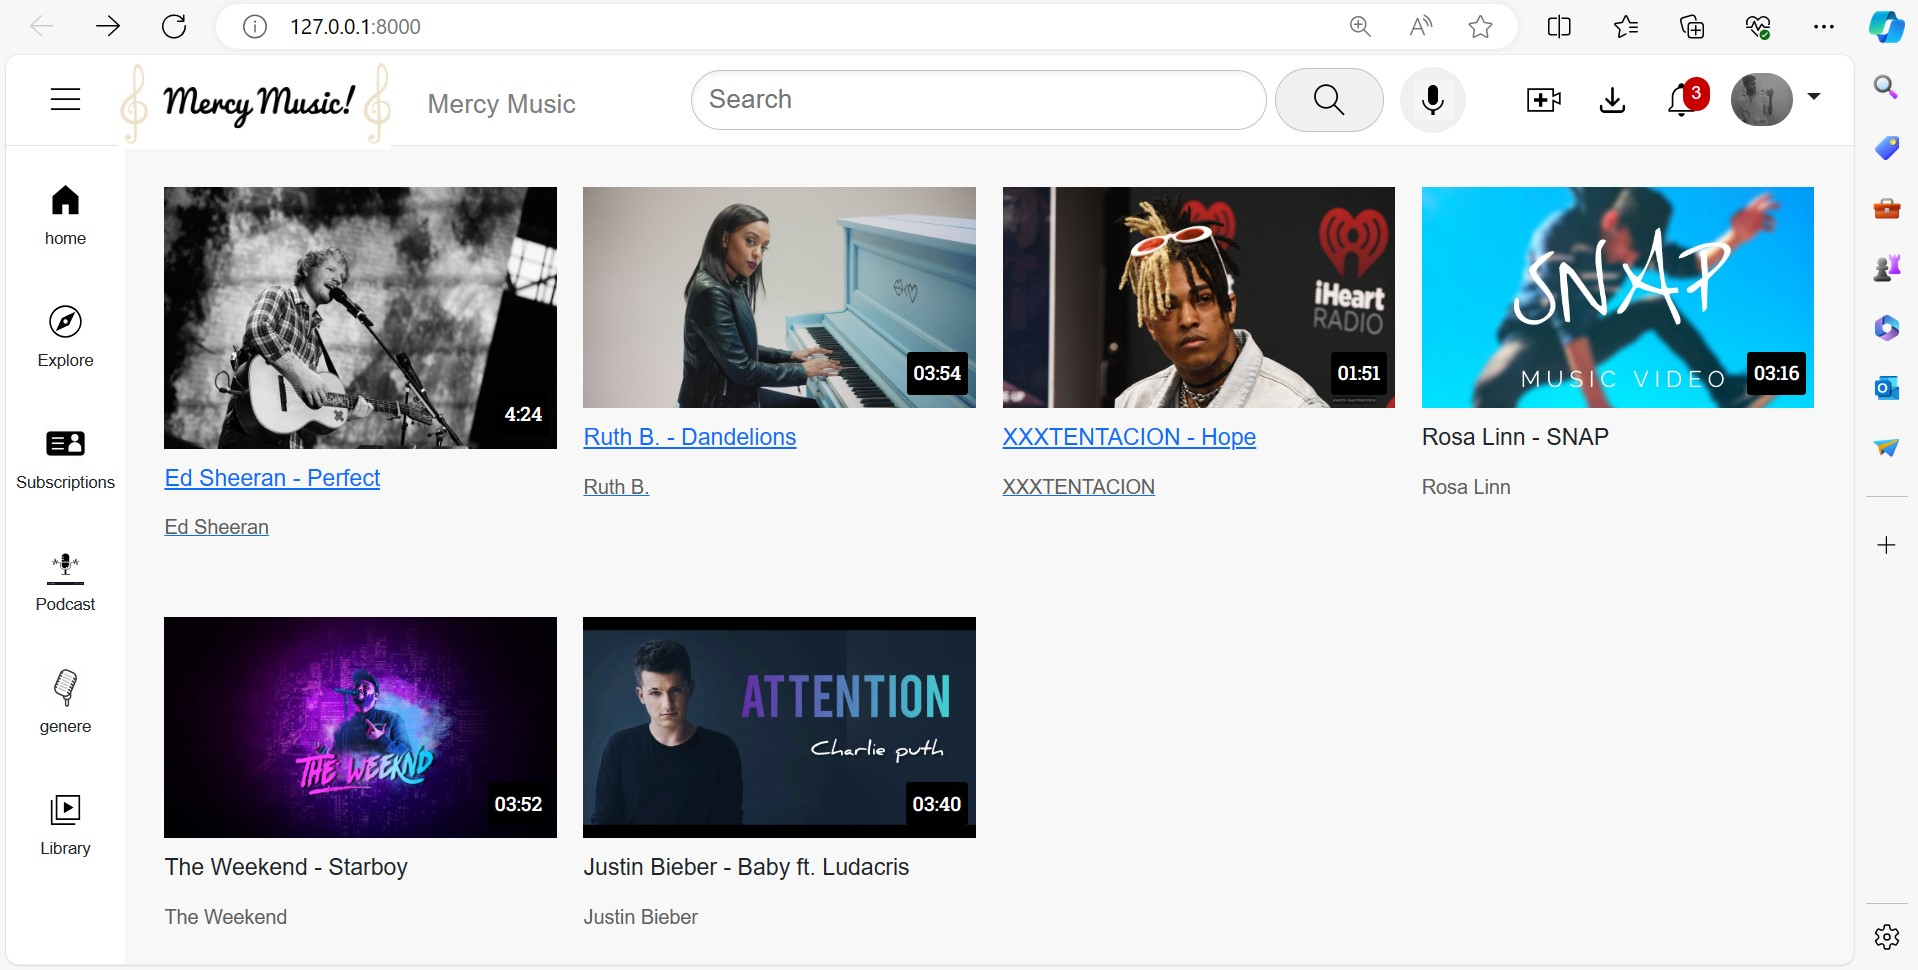 127.0.0.1:8000
Mercy Music!
Mercy Music
Search
3
home
Explore
Subscriptions
Podcast
genere
Library
4:24
Ed Sheeran - Perfect
Ed Sheeran
03:54
Ruth B. - Dandelions
Ruth B.
iHeart
RADIO
01:51
XXXTENTACION - Hope
XXXTENTACION
SNAP
MUSIC VIDEO
03:16
Rosa Linn - SNAP
Rosa Linn
THE WEEKND
03:52
The Weekend - Starboy
The Weekend
ATTENTION
Charlie puth
03:40
Justin Bieber - Baby ft. Ludacris
Justin Bieber